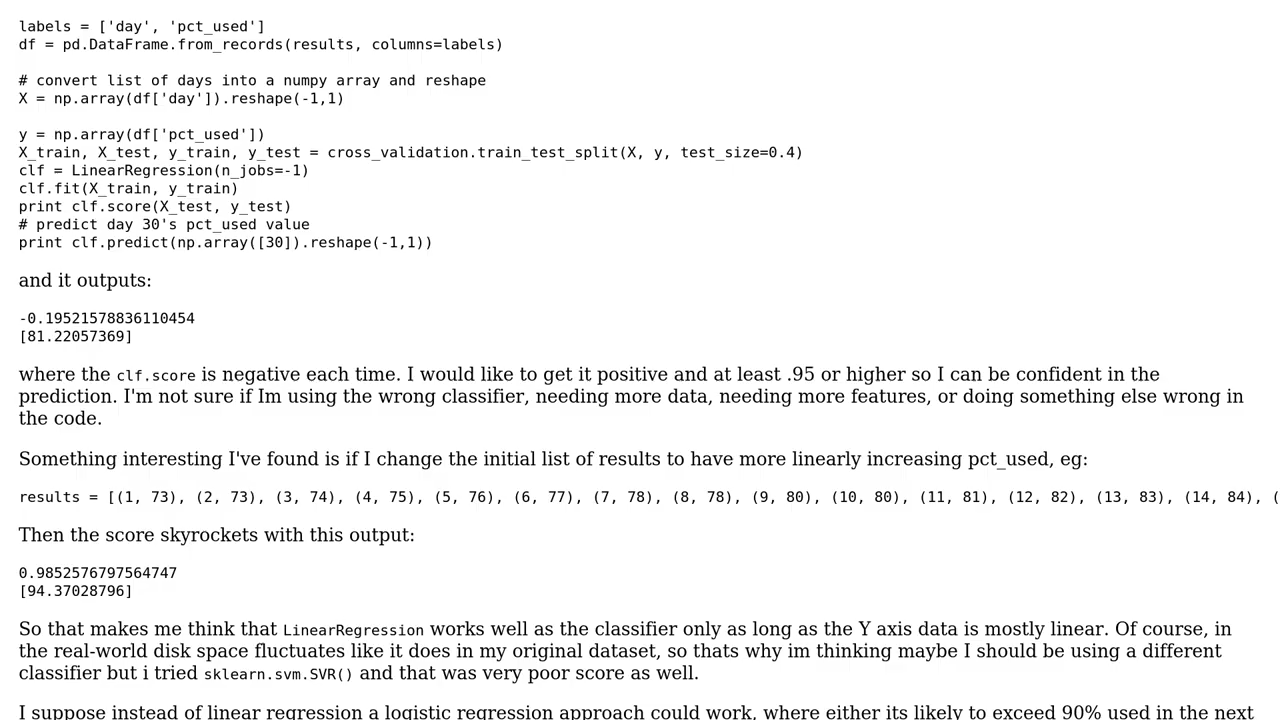 labels = ['day', 'pct_used']
df = pd.DataFrame.from_records(results, columns=labels)
# convert list of days into a numpy array and reshape
X = np.array(df['day']).reshape(-1,1)
y = np.array(df['pct_used'])
X_train, X_test, y_train, y_test = cross_validation.train_test_split(X, y, test_size=0.4)
clf = LinearRegression(n_jobs=-1)
clf.fit(X_train, y_train)
print clf.score(X_test, y_test)
# predict day 30's pct_used value
print clf.predict(np.array([30]).reshape(-1,1))
and it outputs:
-0.19521578836110454
[81.22057369]
where the clf.score is negative each time. I would like to get it positive and at least .95 or higher so I can be confident in the
prediction. I'm not sure if Im using the wrong classifier, needing more data, needing more features, or doing something else wrong in
the code.
Something interesting I've found is if I change the initial list of results to have more linearly increasing pct_used, eg:
results = [(1, 73), (2, 73), (3, 74), (4, 75), (5, 76), (6, 77), (7, 78), (8, 78), (9, 80), (10, 80), (11, 81), (12, 82), (13, 83), (14, 84), (
Then the score skyrockets with this output:
0.9852576797564747
[94.37028796]
So that makes me think that LinearRegression works well as the classifier only as long as the Y axis data is mostly linear. Of course, in
the real-world disk space fluctuates like it does in my original dataset, so thats why im thinking maybe I should be using a different
classifier but i tried sklearn.svm.SVR() and that was very poor score as well.
I suppose instead of linear regression a logistic regression approach could work, where either its likely to exceed 90% used in the next